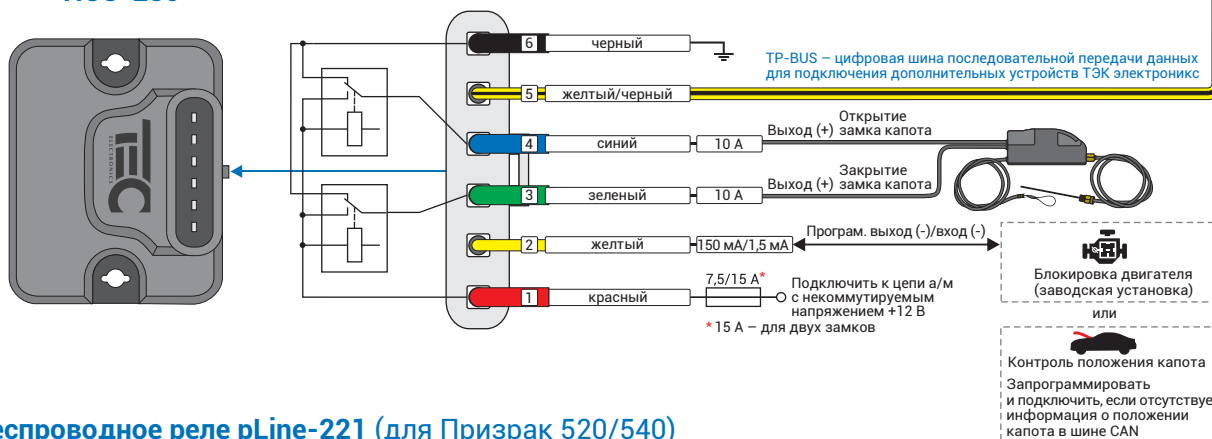 6 черный
TP-BUS – цифровая шина последовательной передачи данных
для подключения дополнительных устройств ТЭК электроникс
5 желтый/черный
Открытие
Выход (+) замка капота
4 синий 10 А
Закрытие
Выход (+) замка капота
3 зеленый 10 А
Програм. выход (-)/вход (-)
2 желтый 150 мА/1,5 мА
Блокировка двигателя
(заводская установка)
7,5/15 А*
1 красный
Подключить к цепи а/м
с некоммутируемым
напряжением +12 В
* 15 А – для двух замков
или
Контроль положения капота
Запрограммировать
и подключить, если отсутствуе
информация о положении
капота в шине CAN
TEC
ELECTRONICS
еспроводное реле pLine-221 (для Призрак 520/540)